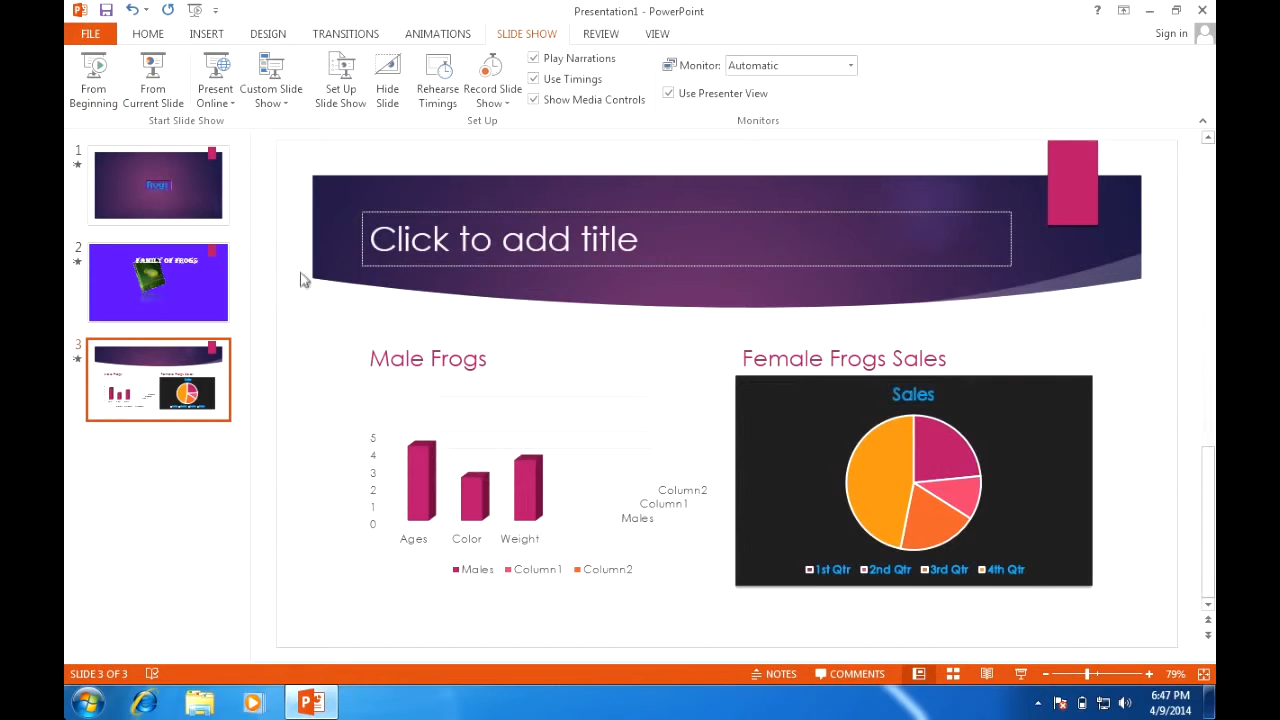 Presentation1 - PowerPoint
?
FILE HOME INSERT DESIGN TRANSITIONS ANIMATIONS SLIDE SHOW REVIEW VIEW Sign in
From Beginning
From Current Slide
Present Online
Custom Slide Show
Start Slide Show
Set Up Slide Show
Hide Slide
Rehearse Timings
Record Slide Show
Play Narrations
Use Timings
Show Media Controls
Set Up
Monitor: Automatic
Use Presenter View
Monitors
1
Frogs
2
FAMILY OF FROGS
3
Female Frogs Sales
Click to add title
Male Frogs
5
4
3
2
1
0
Ages Color Weight
Column2
Column1
Males
Males Column1 Column2
Female Frogs Sales
Sales
1st Qtr 2nd Qtr 3rd Qtr 4th Qtr
SLIDE 3 OF 3
NOTES COMMENTS 79%
6:47 PM
4/9/2014